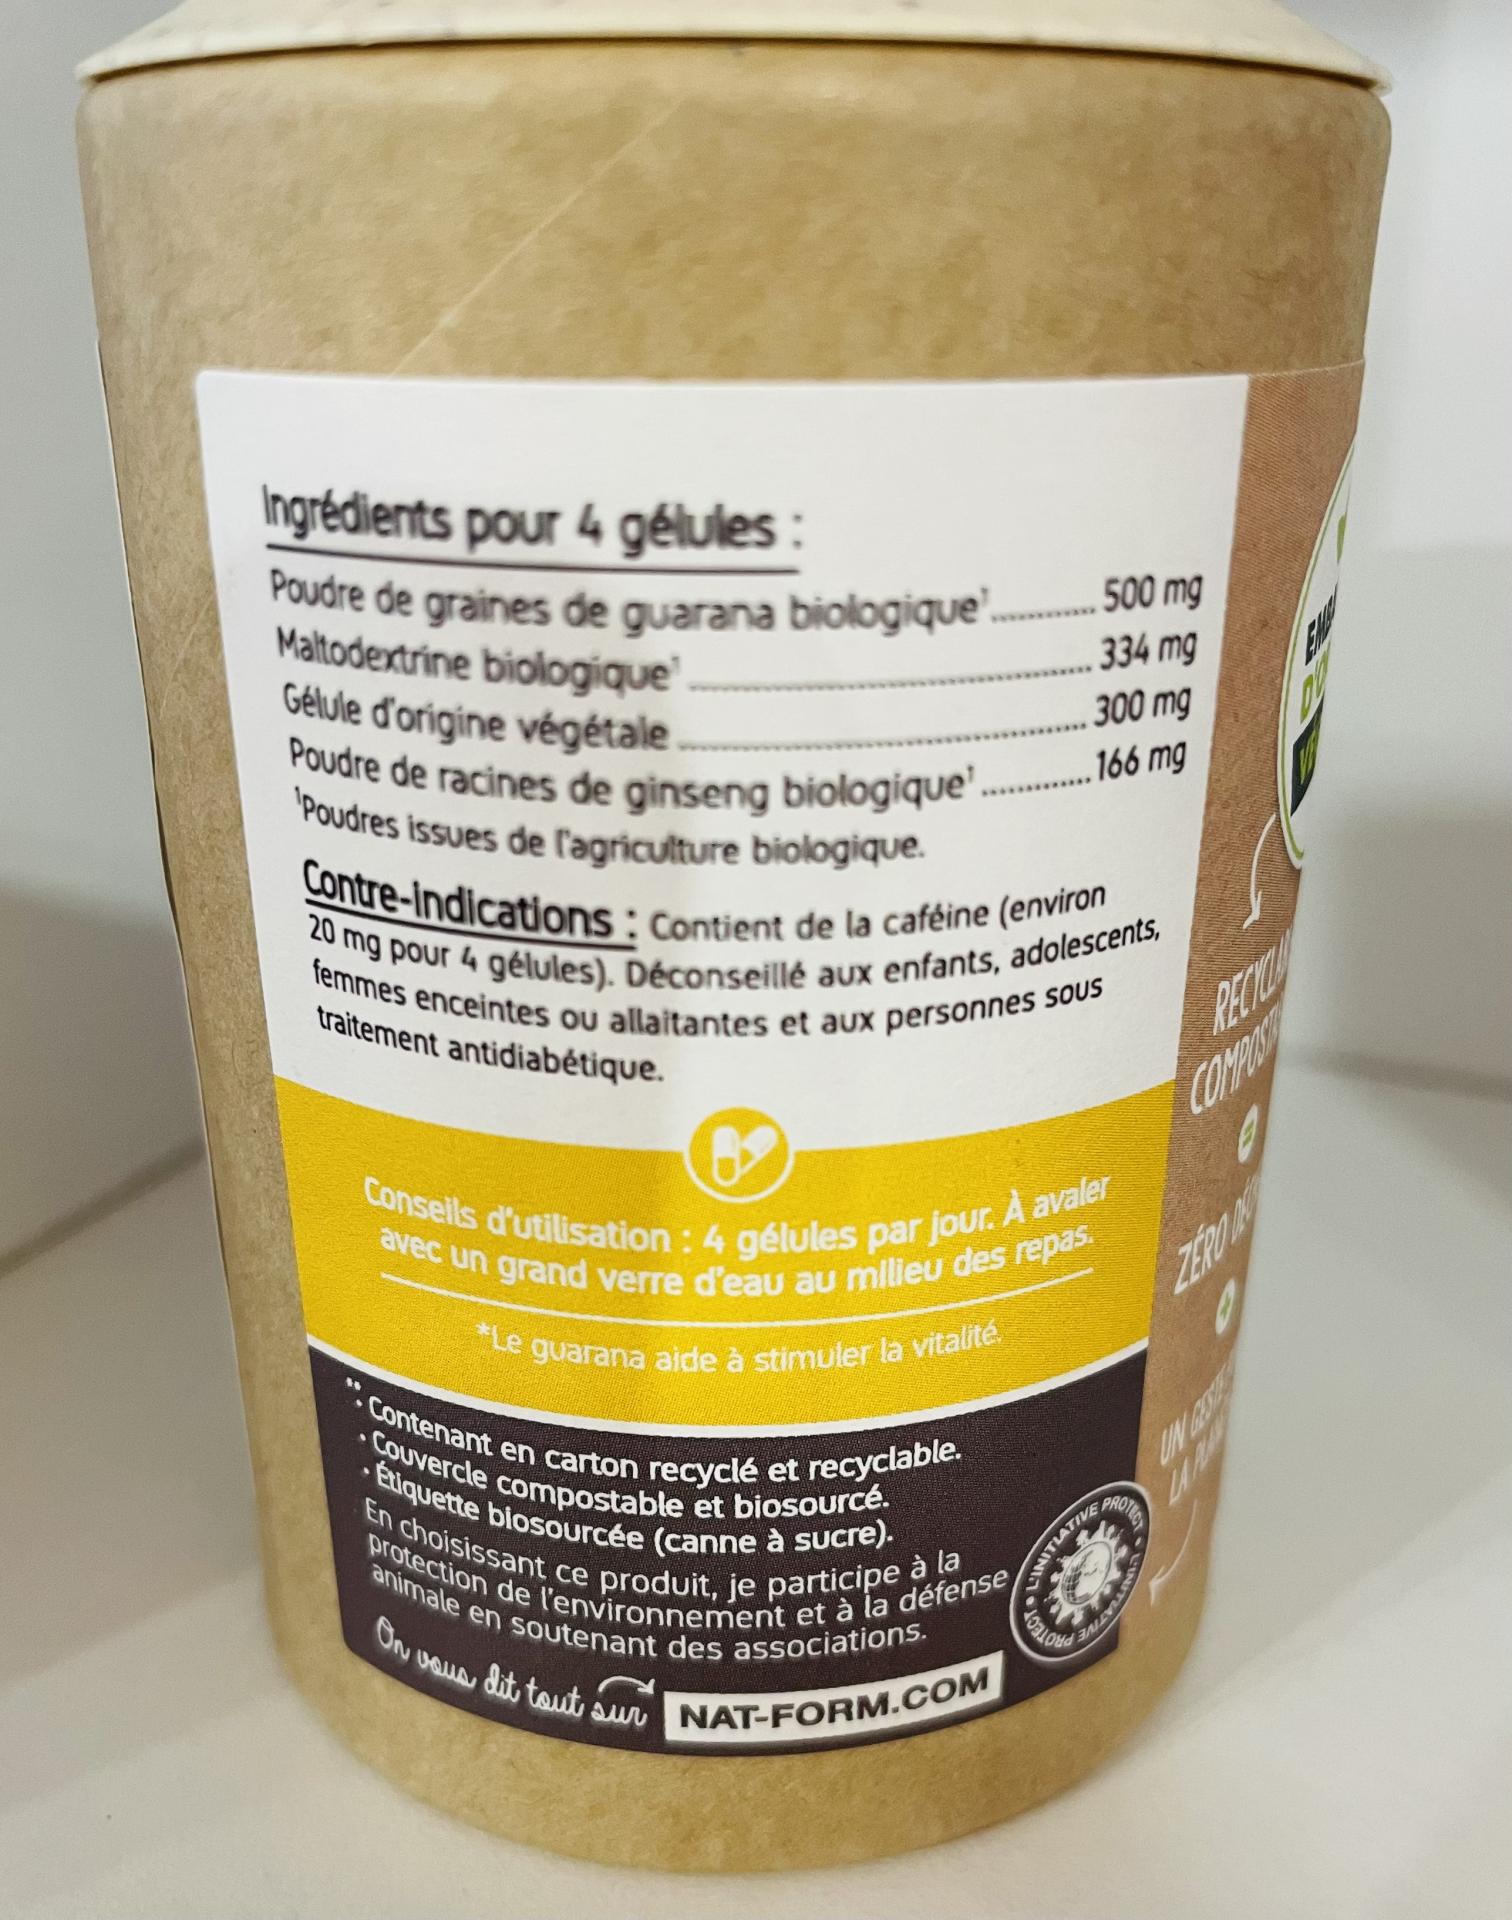 Ingrédients pour 4 gélules :
Poudre de graines de guarana biologique¹........... 500 mg
Maltodextrine biologique¹ ........... 334 mg
Gélule d'origine végétale ........... 300 mg
Poudre de racines de ginseng biologique¹ ............ 166 mg
¹Poudres issues de l'agriculture biologique.
Contre-indications : Contient de la caféine (environ
20 mg pour 4 gélules). Déconseillé aux enfants, adolescents,
femmes enceintes ou allaitantes et aux personnes sous
traitement antidiabétique.
Conseils d'utilisation : 4 gélules par jour. À avaler
avec un grand verre d'eau au milieu des repas.
*Le guarana aide à stimuler la vitalité.
**: Contenant en carton recyclé et recyclable.
· Couvercle compostable et biosourcé.
· Étiquette biosourcée (canne à sucre).
En choisissant ce produit, je participe à la
protection de l'environnement et à la défense
animale en soutenant des associations.
On vous dit tout sur NAT-FORM.COM
L'INITIATIVE PROTECT • L'INITIATIVE PROTECT •
ZÉRO
UN
LA